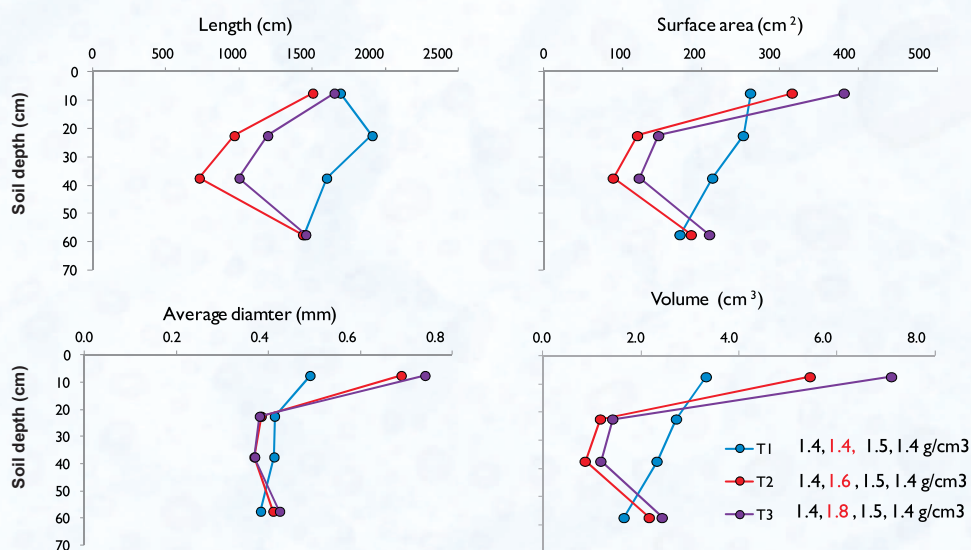 Length (cm)
0 500 1000 1500 2000 2500
Soil depth (cm)
0
10
20
30
40
50
60
70
Surface area (cm²)
0 100 200 300 400 500
Average diamter (mm)
0.0 0.2 0.4 0.6 0.8
Soil depth (cm)
0
10
20
30
40
50
60
70
Volume (cm³)
0.0 2.0 4.0 6.0 8.0
T1 1.4, 1.4, 1.5, 1.4 g/cm3
T2 1.4, 1.6, 1.5, 1.4 g/cm3
T3 1.4, 1.8, 1.5, 1.4 g/cm3